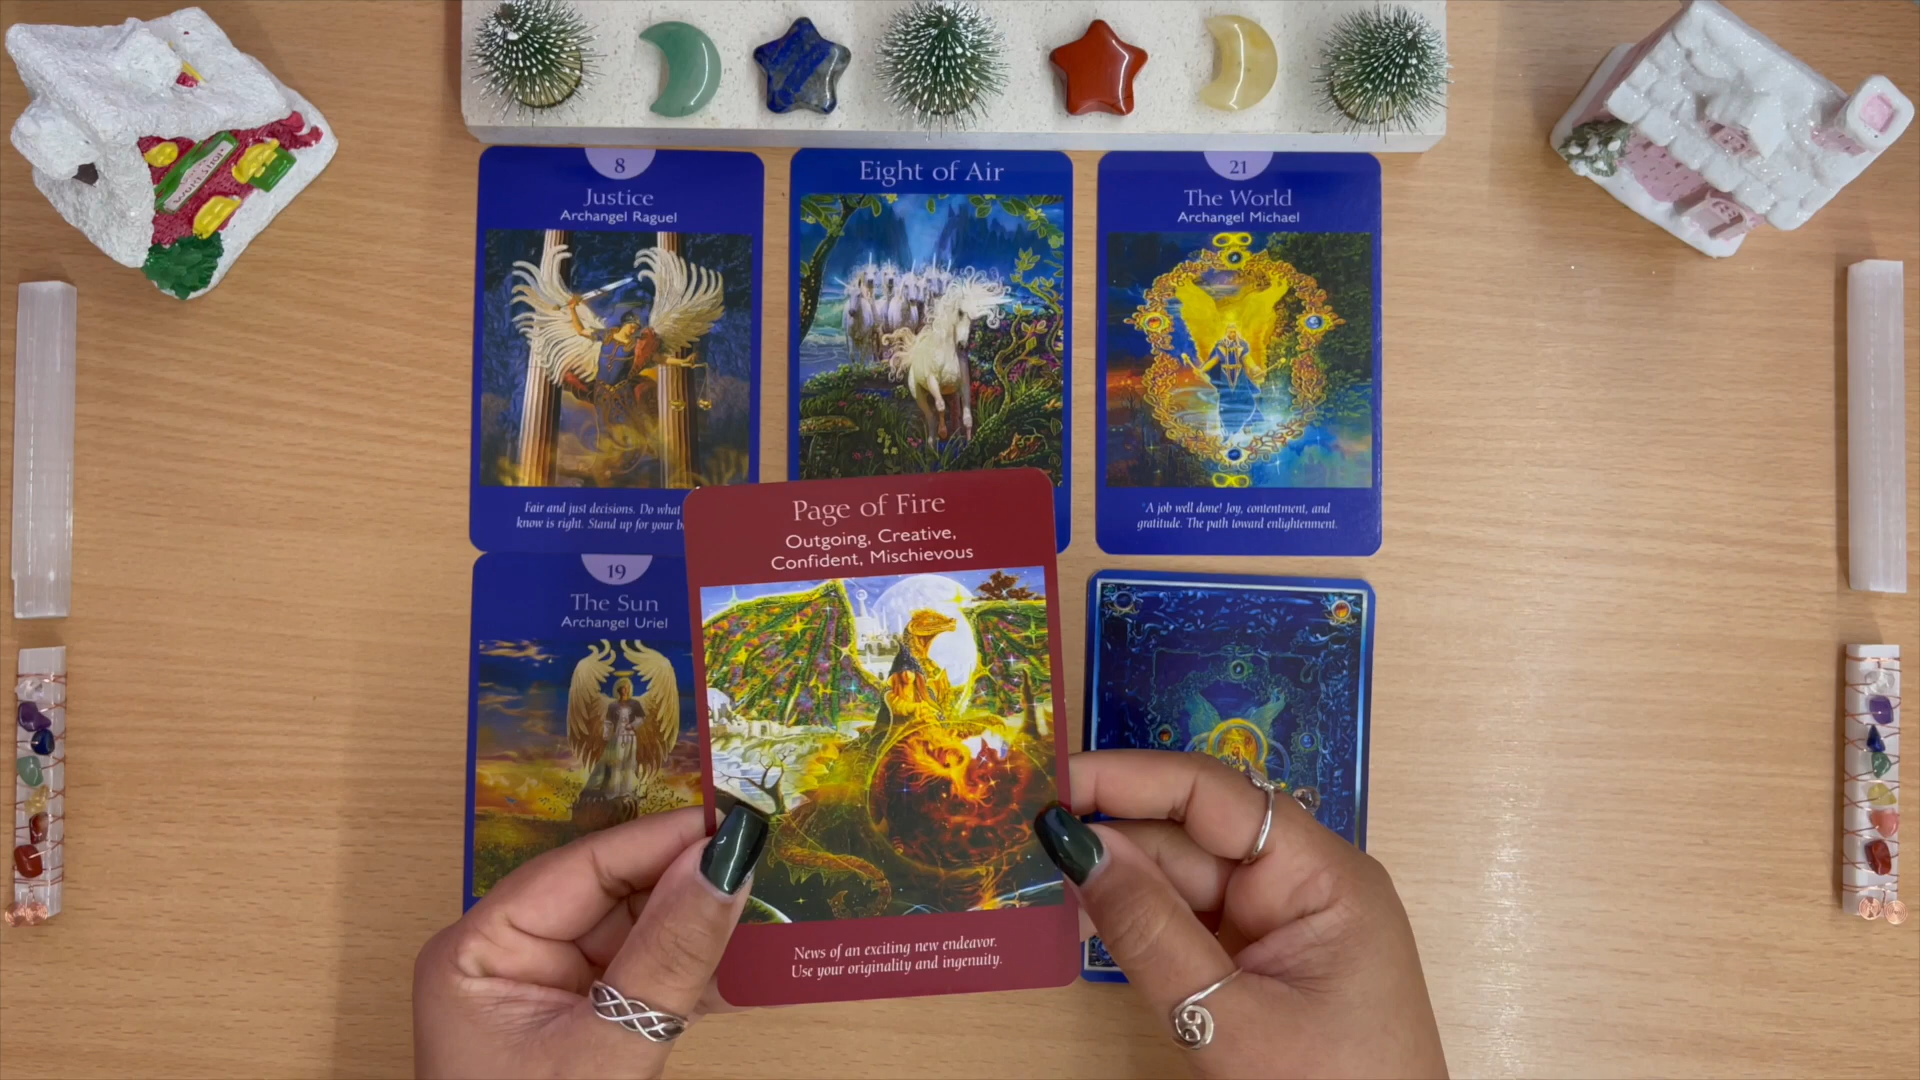 8
Justice
Archangel Raguel
Fair and just decisions. Do what
know is right. Stand up for your b
Eight of Air
21
The World
Archangel Michael
A job well done! Joy, contentment, and
gratitude. The path toward enlightenment.
19
The Sun
Archangel Uriel
Page of Fire
Outgoing, Creative,
Confident, Mischievous
News of an exciting new endeavor.
Use your originality and ingenuity.